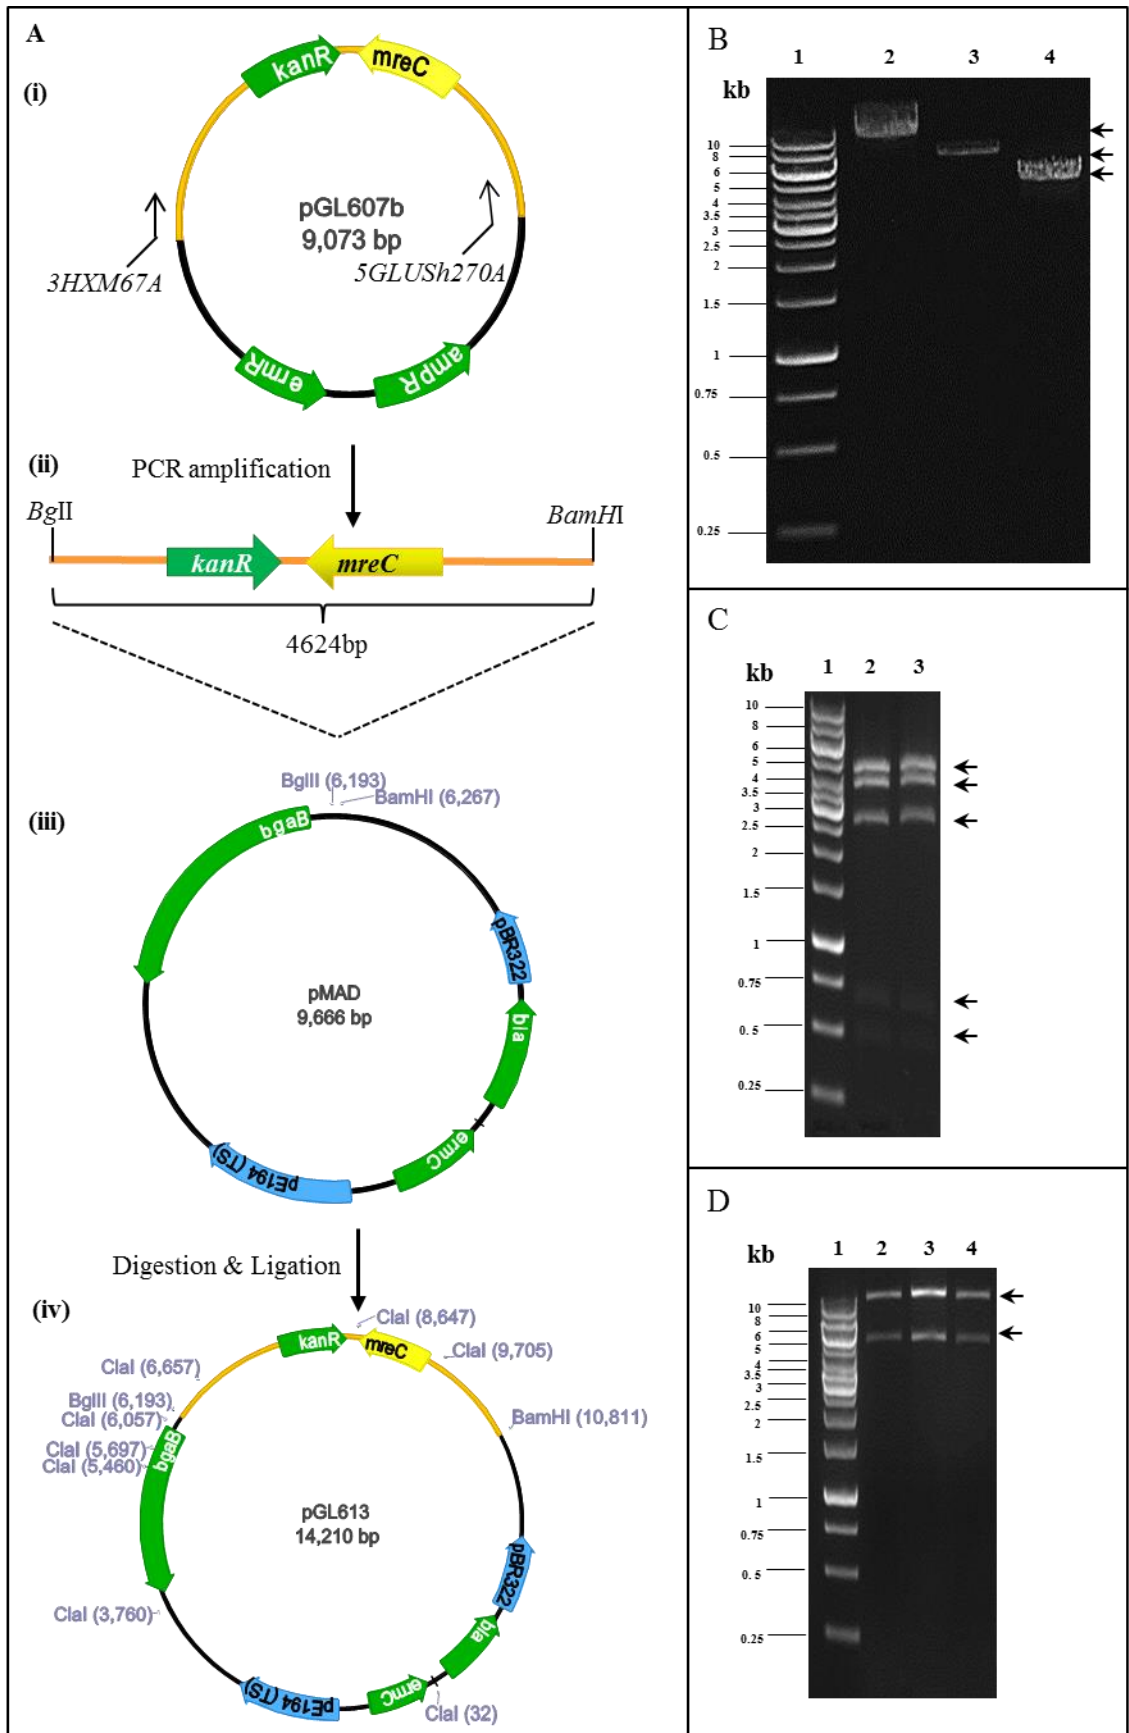 A
(i)
kanR
mreC
pGL607b
9,073 bp
3HXM67A
5GLUSh270A
ermR
ampR
(ii)
PCR amplification
BglI
BamHI
kanR
mreC
4624bp
(iii)
BglII (6,193)
BamHI (6,267)
bgaB
pBR322
bla
pMAD
9,666 bp
ermC
pE194 (TS)
Digestion & Ligation
(iv)
ClaI (8,647)
kanR
mreC
ClaI (9,705)
ClaI (6,657)
BglII (6,193)
ClaI (6,057)
BamHI (10,811)
ClaI (5,697)
ClaI (5,460)
bgaB
pGL613
14,210 bp
pBR322
ClaI (3,760)
bla
ermC
pE194 (TS)
ClaI (32)
B
1 2 3 4
kb
10
8
6
5
4
3.5
3
2.5
2
1.5
1
0.75
0.5
0.25
C
1 2 3
kb
10
8
6
5
4
3.5
3
2.5
2
1.5
1
0.75
0. 5
0.25
D
1 2 3 4
kb
10
8
6
5
4
3.5
3
2.5
2
1.5
1
0.75
0. 5
0.25